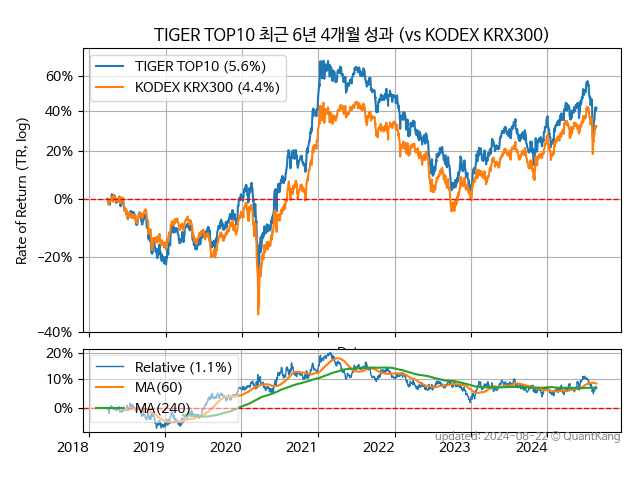 TIGER TOP10 최근 6년 4개월 성과 (vs KODEX KRX300)
TIGER TOP10 (5.6%)
KODEX KRX300 (4.4%)
Rate of Return (TR, log)
60%
40%
20%
0%
−20%
−40%
Relative (1.1%)
MA(60)
MA(240)
20%
10%
0%
2018
2019
2020
2021
2022
2023
2024
updated: 2024-08-22 © QuantKang